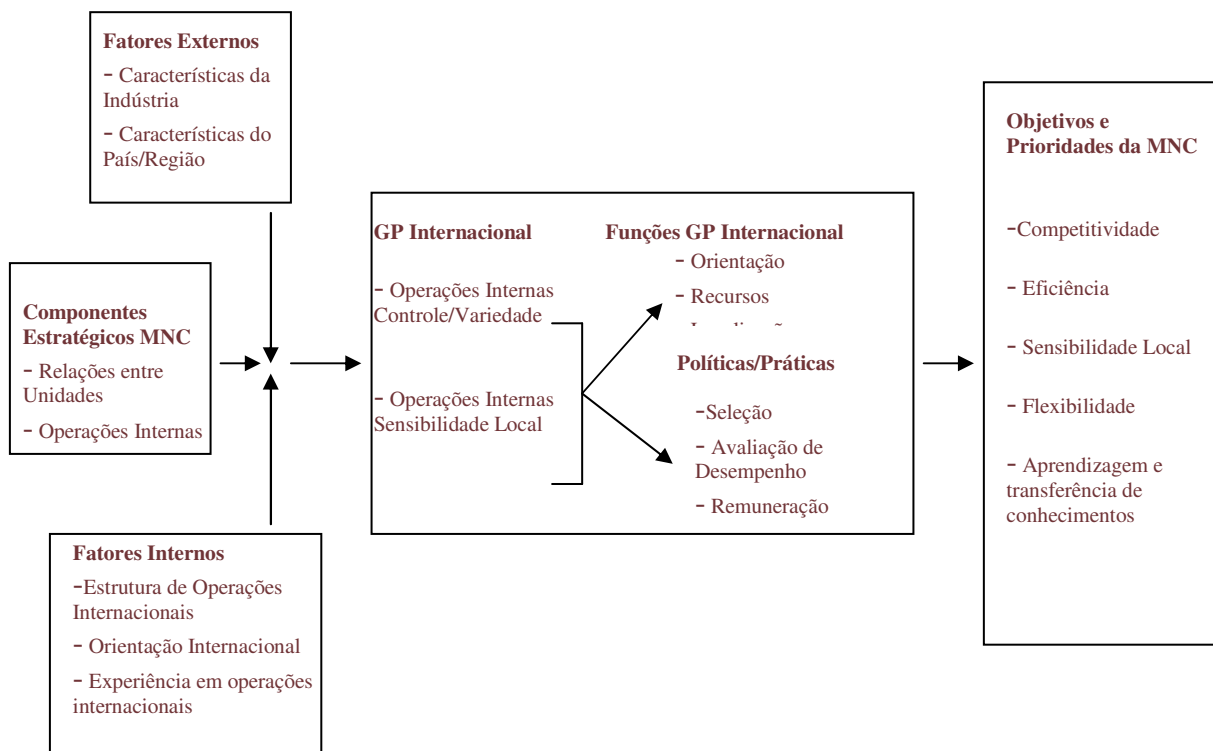 Fatores Externos
- Características da
Indústria
- Características do
País/Região
Componentes
Estratégicos MNC
- Relações entre
Unidades
- Operações Internas
Fatores Internos
-Estrutura de Operações
Internacionais
- Orientação Internacional
- Experiência em operações
internacionais
GP Internacional
- Operações Internas
Controle/Variedade
- Operações Internas
Sensibilidade Local
Funções GP Internacional
- Orientação
- Recursos
Políticas/Práticas
-Seleção
- Avaliação de
Desempenho
- Remuneração
Objetivos e
Prioridades da MNC
-Competitividade
- Eficiência
- Sensibilidade Local
- Flexibilidade
- Aprendizagem e
transferência de
conhecimentos